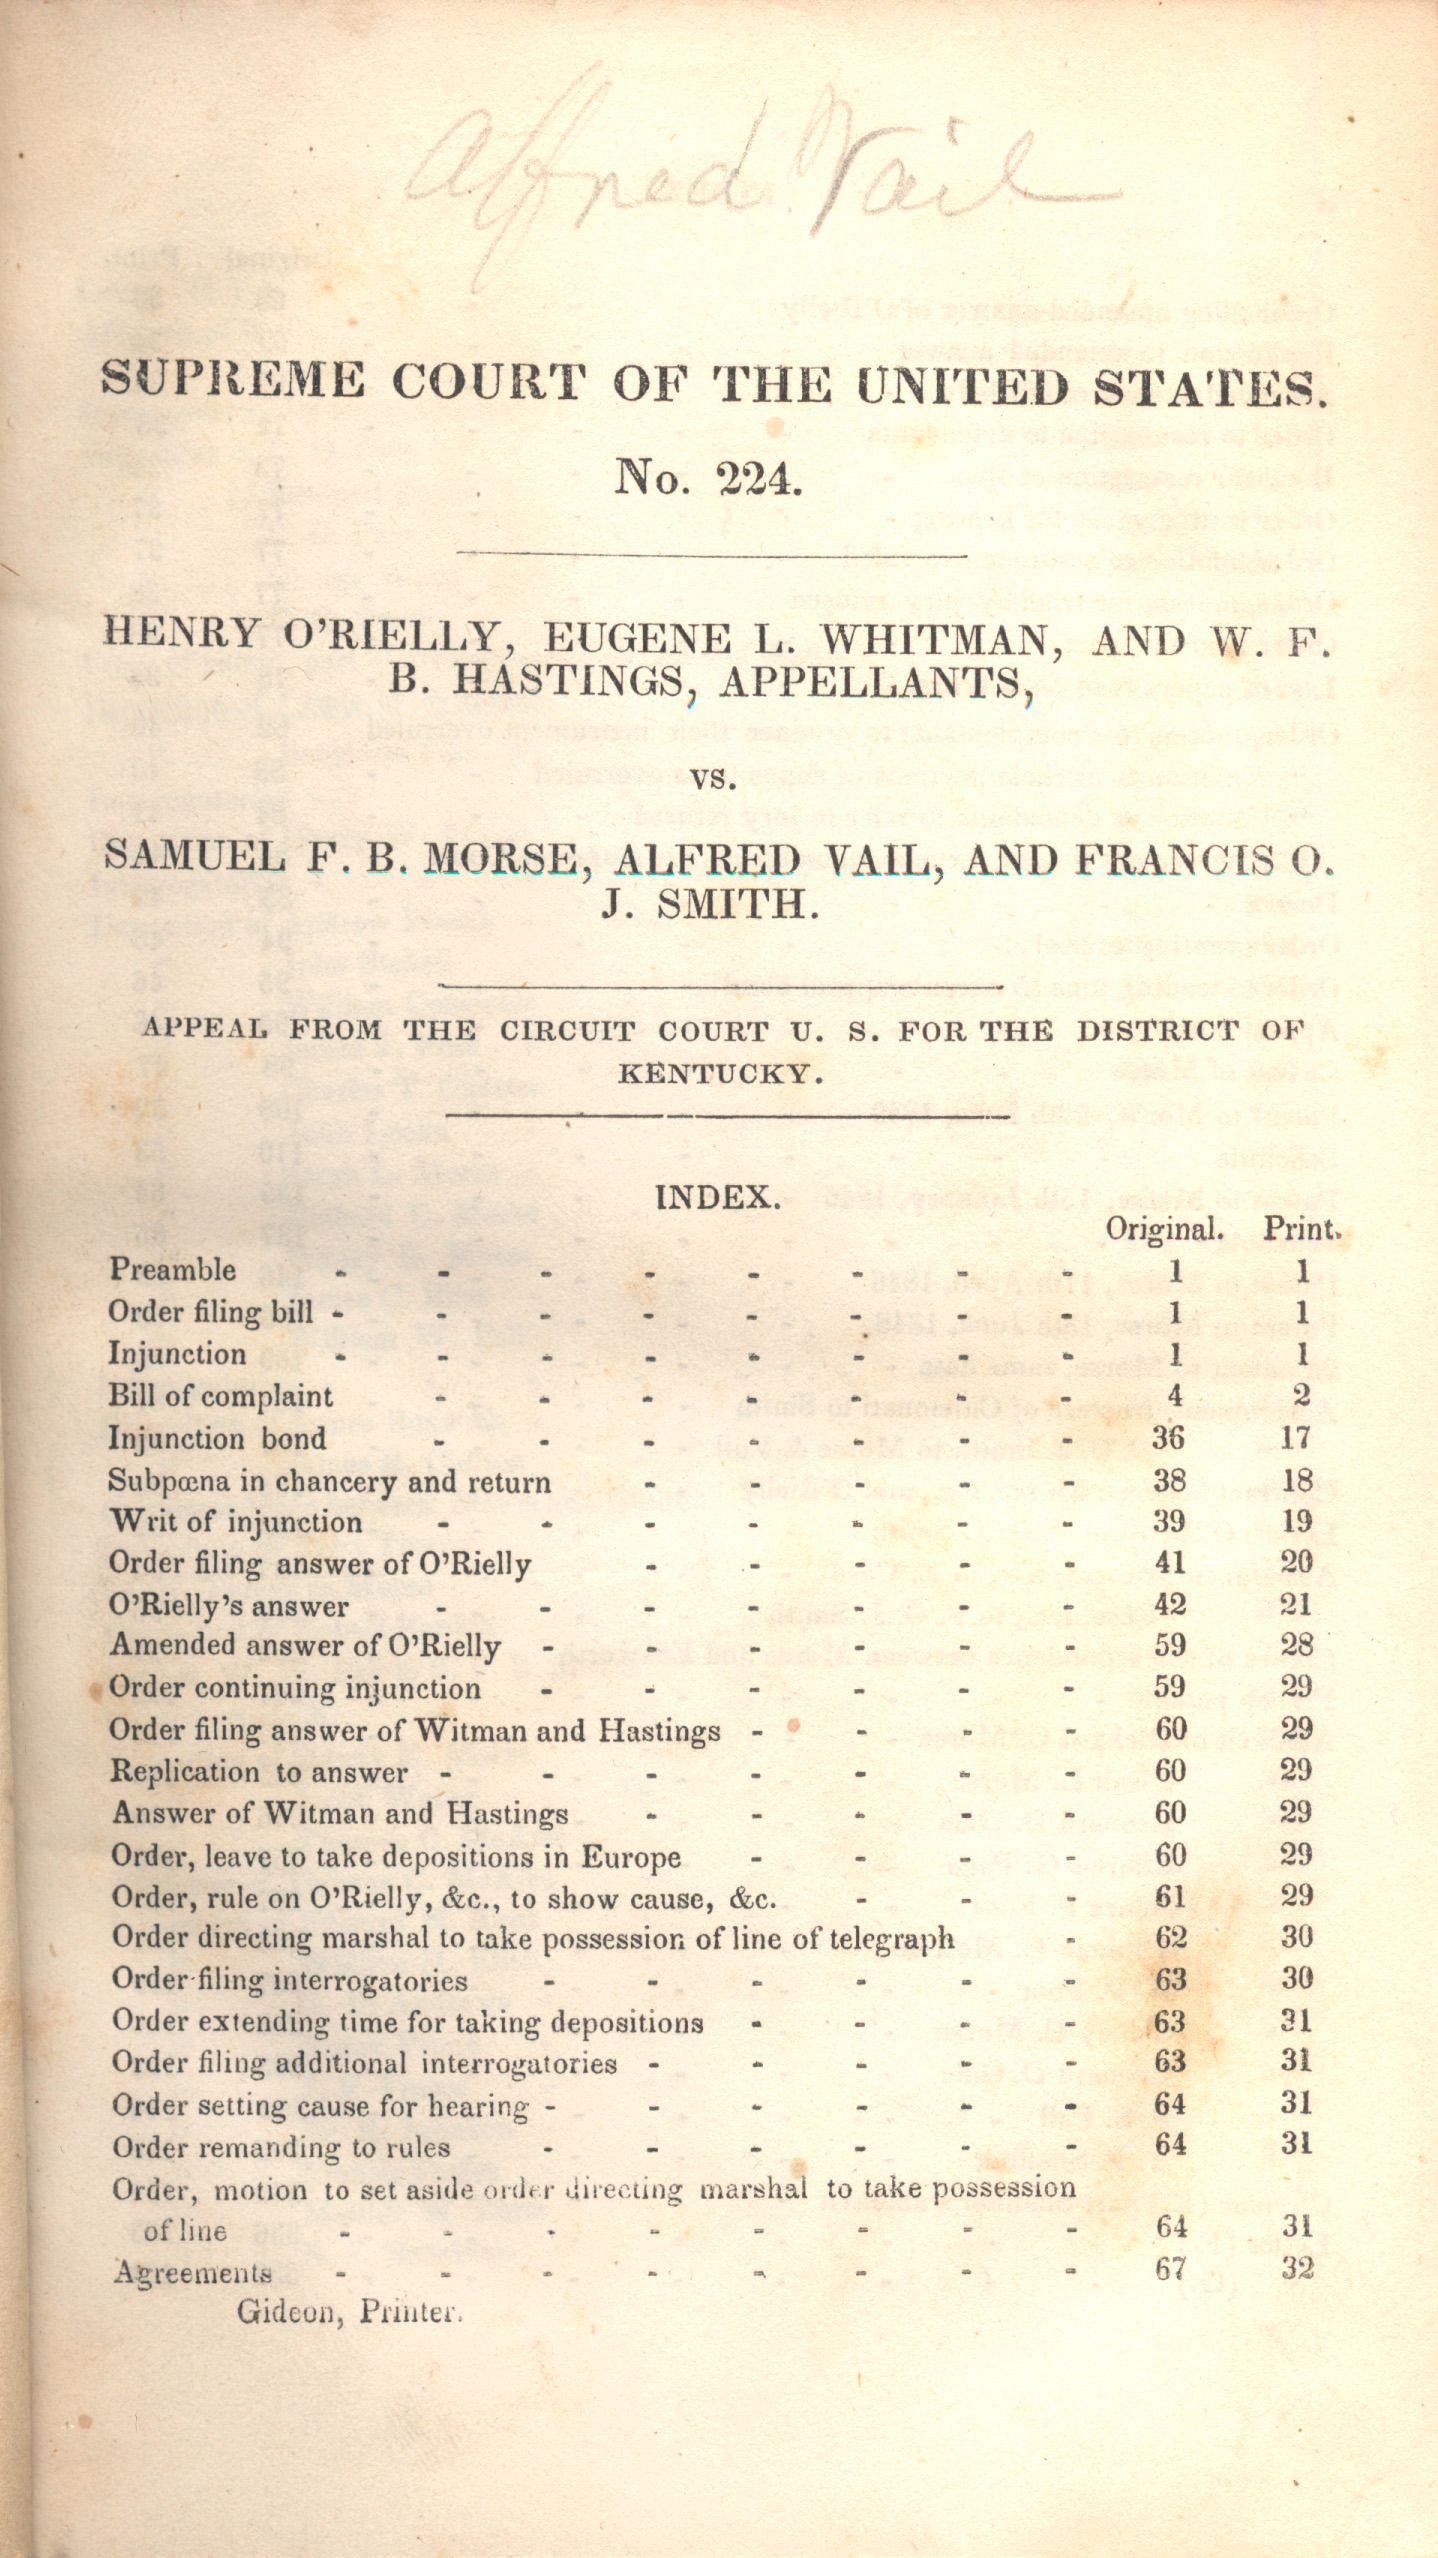 Alfred Vail
SUPREME COURT OF THE UNITED STATES.
No. 224.
HENRY O'RIELLY, EUGENE L. WHITMAN, AND W. F.
B. HASTINGS, APPELLANTS,
vs.
SAMUEL F. B. MORSE, ALFRED VAIL, AND FRANCIS O.
J. SMITH.
APPEAL FROM THE CIRCUIT COURT U. S. FOR THE DISTRICT OF
KENTUCKY.
INDEX.
Original. Print.
Preamble - - - - - - - - 1 1
Order filing bill - - - - - - - - 1 1
Injunction - - - - - - - - 1 1
Bill of complaint - - - - - - - 4 2
Injunction bond - - - - - - - 36 17
Subpœna in chancery and return - - - - - 38 18
Writ of injunction - - - - - - - 39 19
Order filing answer of O'Rielly - - - - - 41 20
O'Rielly's answer - - - - - - - 42 21
Amended answer of O'Rielly - - - - - - 59 28
Order continuing injunction - - - - - - 59 29
Order filing answer of Witman and Hastings - - - - 60 29
Replication to answer - - - - - - - 60 29
Answer of Witman and Hastings - - - - - 60 29
Order, leave to take depositions in Europe - - - - 60 29
Order, rule on O'Rielly, &c., to show cause, &c. - - - 61 29
Order directing marshal to take possession of line of telegraph - 62 30
Order filing interrogatories - - - - - - 63 30
Order extending time for taking depositions - - - - 63 31
Order filing additional interrogatories - - - - - 63 31
Order setting cause for hearing - - - - - - 64 31
Order remanding to rules - - - - - - 64 31
Order, motion to set aside order directing marshal to take possession
of line - - - - - - - - 64 31
Agreements - - - - - - - - 67 32
Gideon, Printer.